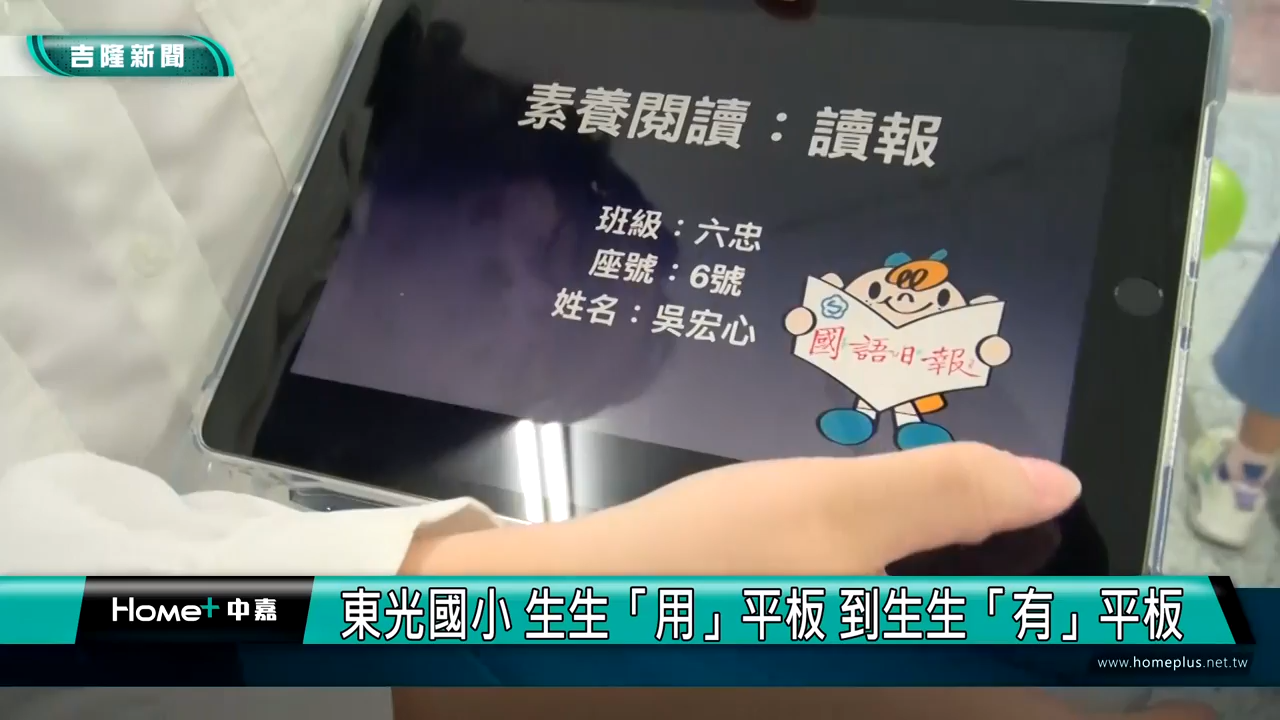 吉隆新聞
素養閱讀：讀報
班級：六忠
座號：6號
姓名：吳宏心
國語日報
Home+中嘉
東光國小 生生「用」平板 到生生「有」平板
www.homeplus.net.tw